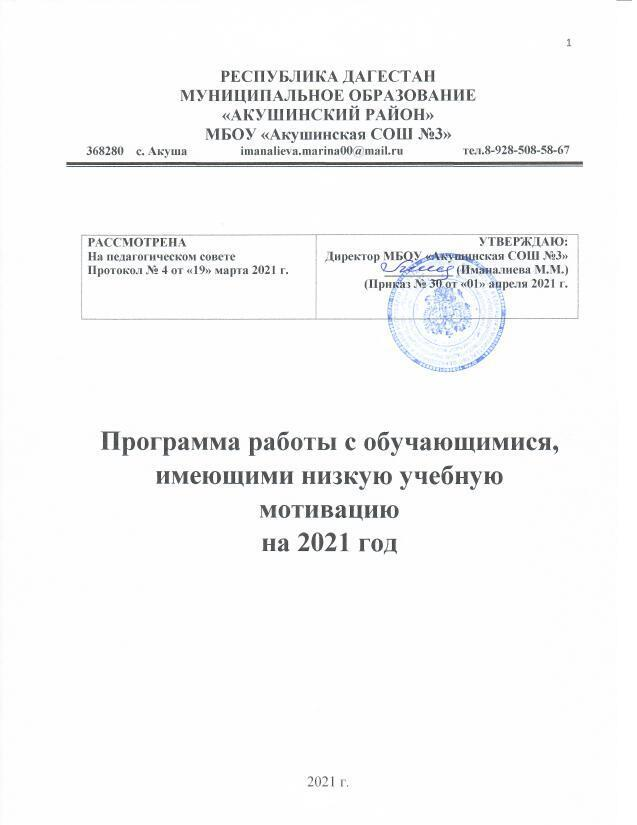 1
РЕСПУБЛИКА ДАГЕСТАН
МУНИЦИПАЛЬНОЕ ОБРАЗОВАНИЕ
«АКУШИНСКИЙ РАЙОН»
МБОУ «Акушинская СОШ №3»
368280 с. Акуша imanalieva.marina00@mail.ru тел.8-928-508-58-67
РАССМОТРЕНА
На педагогическом совете
Протокол № 4 от «19» марта 2021 г.
УТВЕРЖДАЮ:
Директор МБОУ «Акушинская СОШ №3»
(Иманалиева М.М.)
(Приказ № 30 от «01» апреля 2021 г.
Программа работы с обучающимися,
имеющими низкую учебную
мотивацию
на 2021 год
2021 г.